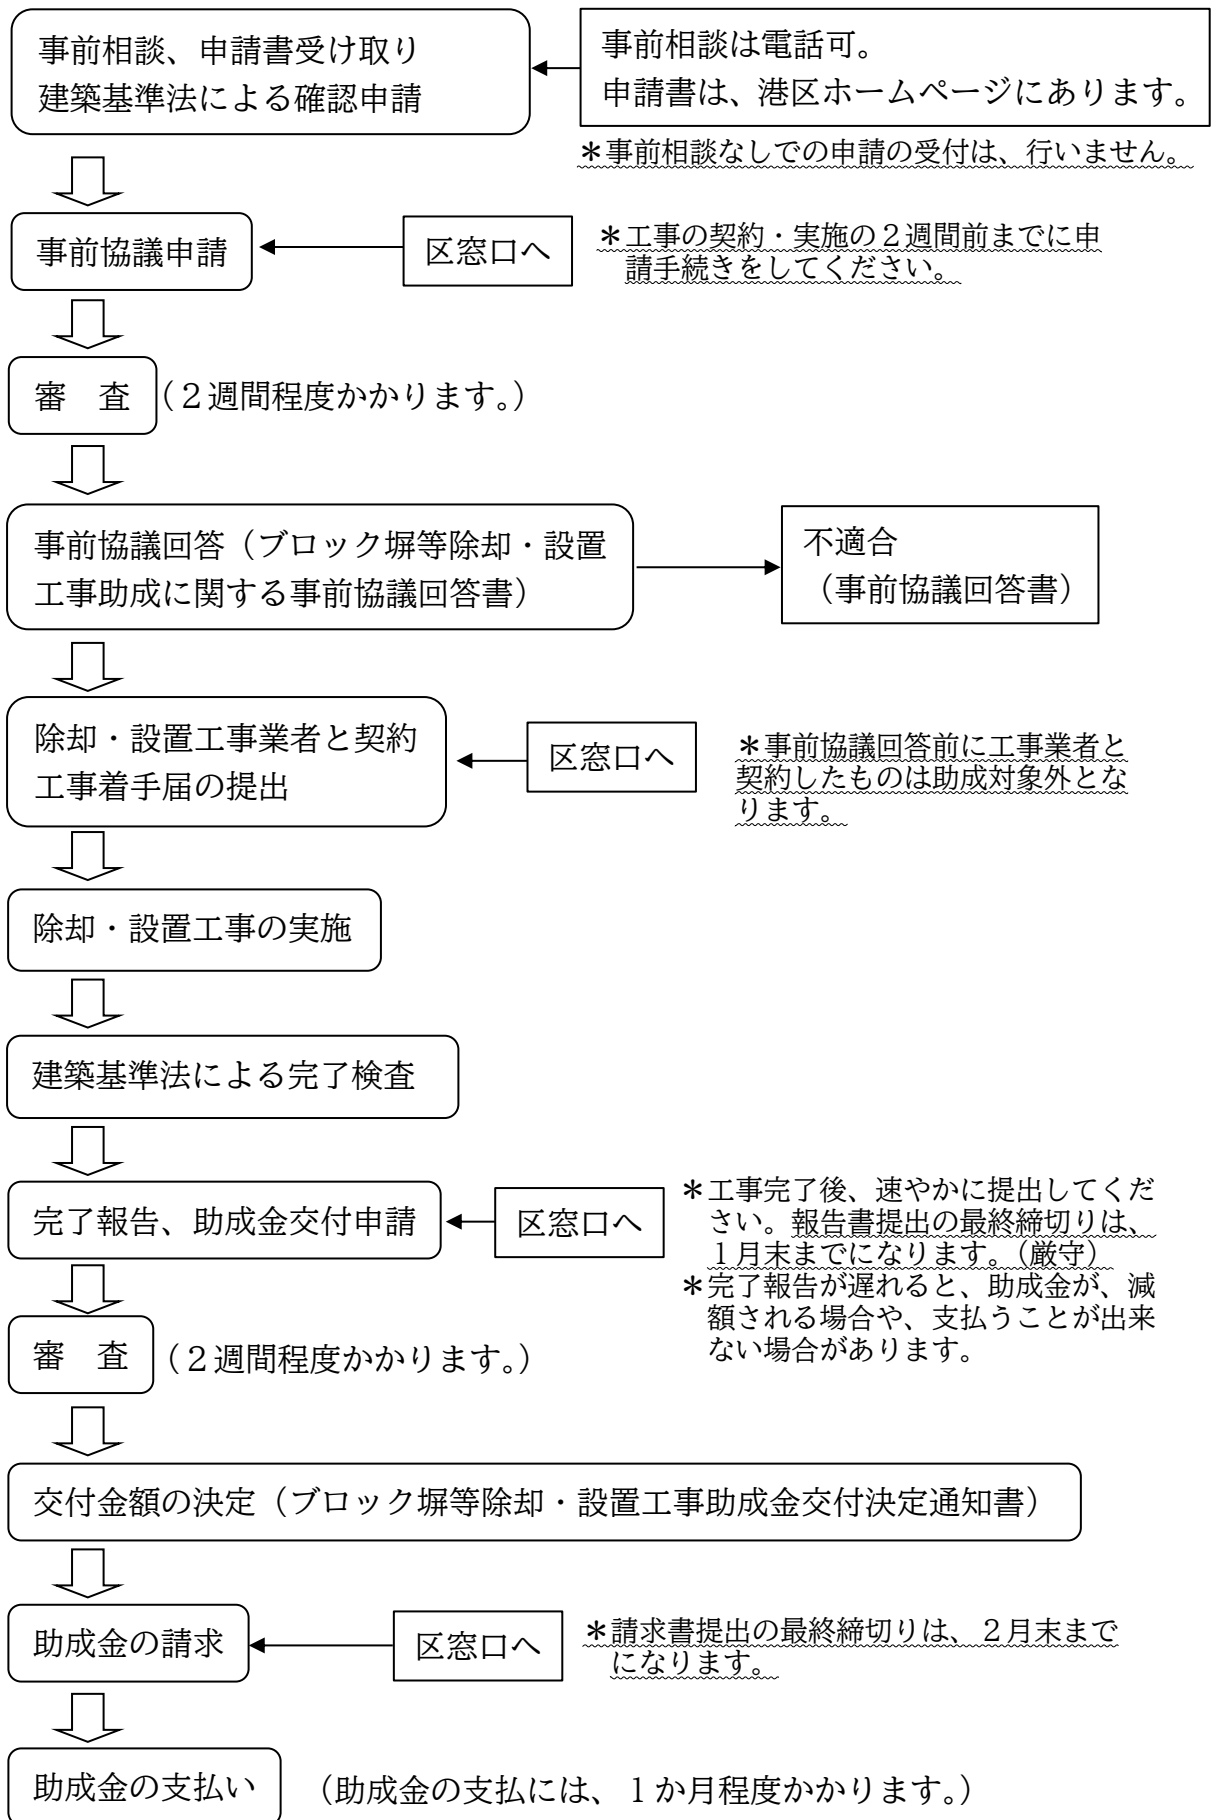 事前相談、申請書受け取り
建築基準法による確認申請
事前相談は電話可。
申請書は、港区ホームページにあります。
＊事前相談なしでの申請の受付は、行いません。
事前協議申請
区窓口へ
＊工事の契約・実施の２週間前までに申
請手続きをしてください。
審　査
（２週間程度かかります。）
事前協議回答（ブロック塀等除却・設置
工事助成に関する事前協議回答書）
不適合
（事前協議回答書）
除却・設置工事業者と契約
工事着手届の提出
区窓口へ
＊事前協議回答前に工事業者と
契約したものは助成対象外とな
ります。
除却・設置工事の実施
建築基準法による完了検査
完了報告、助成金交付申請
区窓口へ
＊工事完了後、速やかに提出してくだ
さい。報告書提出の最終締切りは、
１月末までになります。（厳守）
＊完了報告が遅れると、助成金が、減
額される場合や、支払うことが出来
ない場合があります。
審　査
（２週間程度かかります。）
交付金額の決定（ブロック塀等除却・設置工事助成金交付決定通知書）
助成金の請求
区窓口へ
＊請求書提出の最終締切りは、２月末まで
になります。
助成金の支払い
（助成金の支払には、１か月程度かかります。）